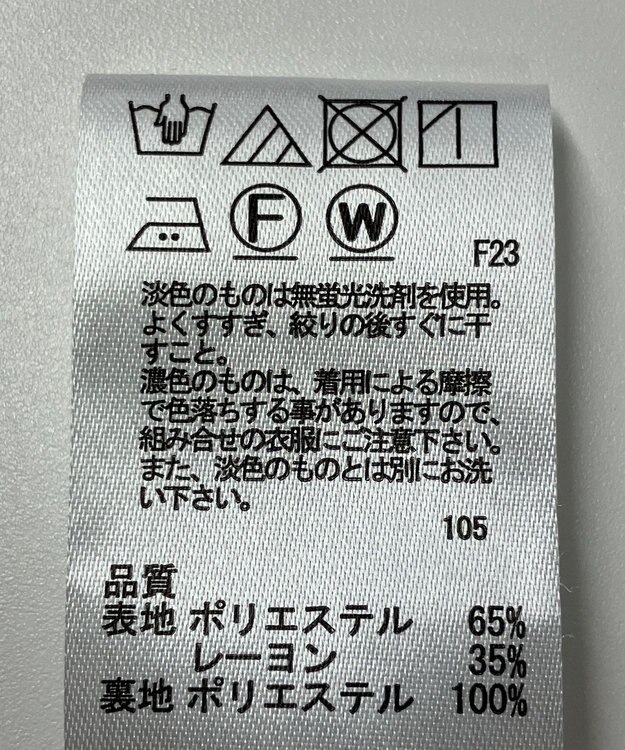 F W
F23
淡色のものは無蛍光洗剤を使用。
よくすすぎ、絞りの後すぐに干
すこと。
濃色のものは、着用による摩擦
で色落ちする事がありますので、
組み合せの衣服にご注意下さい。
また、淡色のものとは別にお洗
い下さい。
105
品質
表地 ポリエステル 65%
レーヨン 35%
裏地 ポリエステル 100%